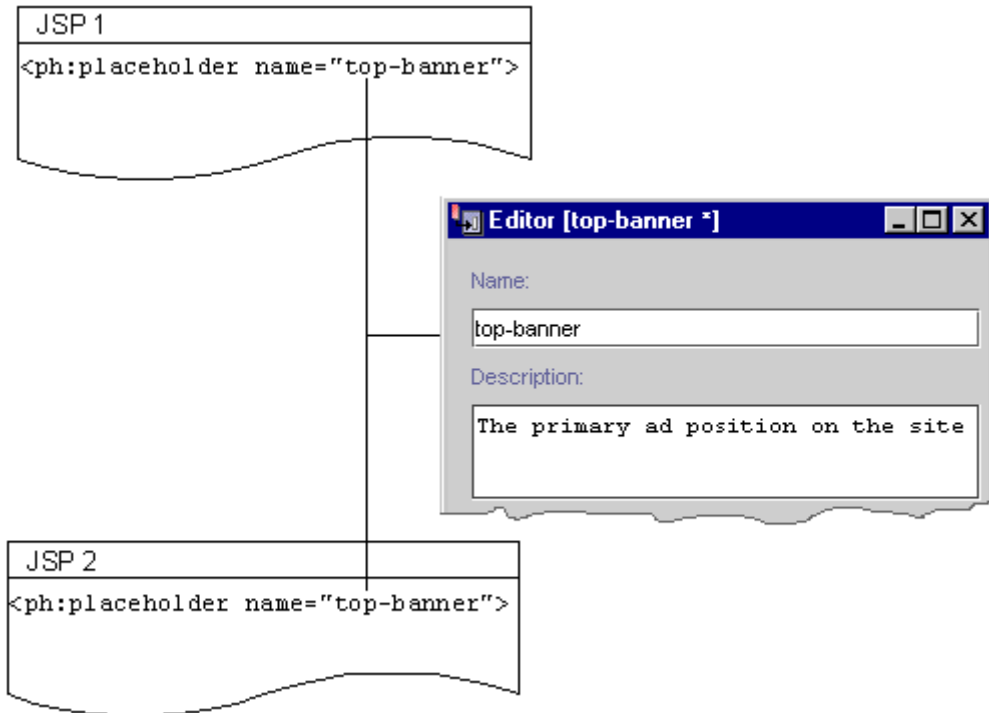 JSP 1
<ph:placeholder name="top-banner">
Editor [top-banner *]
Name:
top-banner
Description:
The primary ad position on the site
JSP 2
<ph:placeholder name="top-banner">